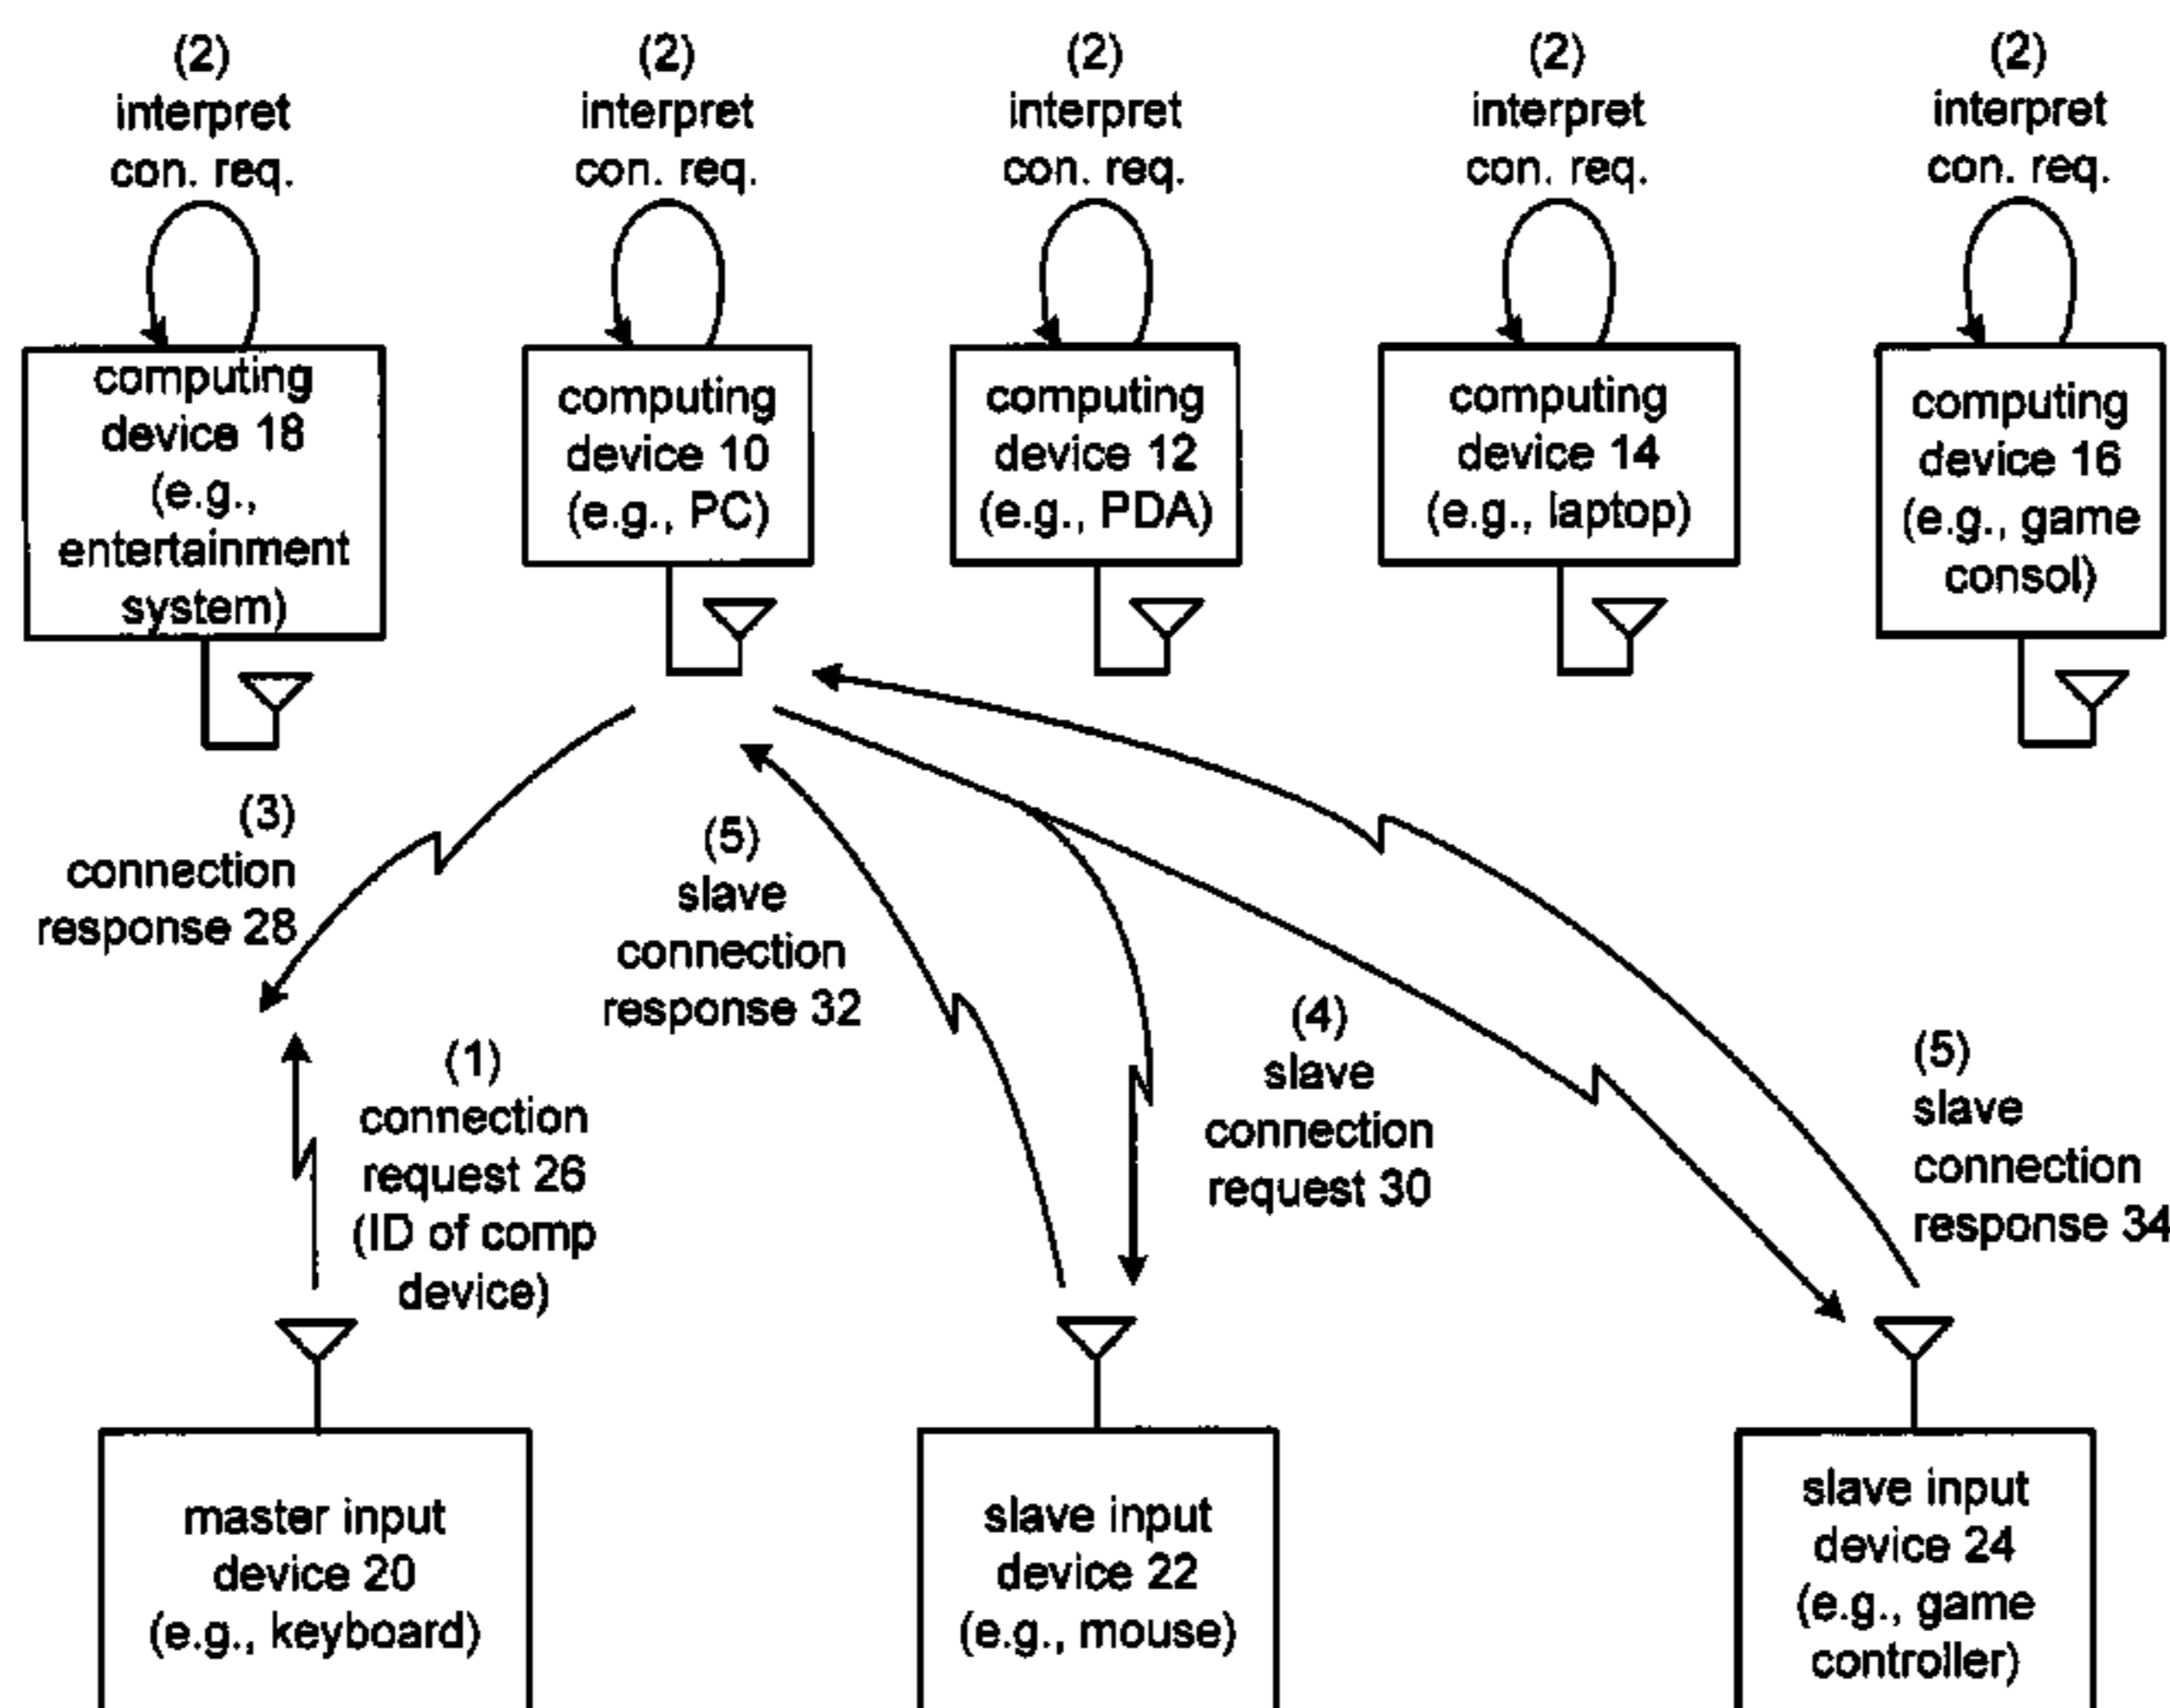 (2)
interpret
con. req.
(2)
interpret
con. req.
(2)
interpret
con. req.
(2)
interpret
con. req.
(2)
interpret
con. req.
computing
device 18
(e.g.,
entertainment
system)
computing
device 10
(e.g., PC)
computing
device 12
(e.g., PDA)
computing
device 14
(e.g., laptop)
computing
device 16
(e.g., game
consol)
(3)
connection
response 28
(5)
slave
connection
response 32
(1)
connection
request 26
(ID of comp
device)
(4)
slave
connection
request 30
(5)
slave
connection
response 34
master input
device 20
(e.g., keyboard)
slave input
device 22
(e.g., mouse)
slave input
device 24
(e.g., game
controller)